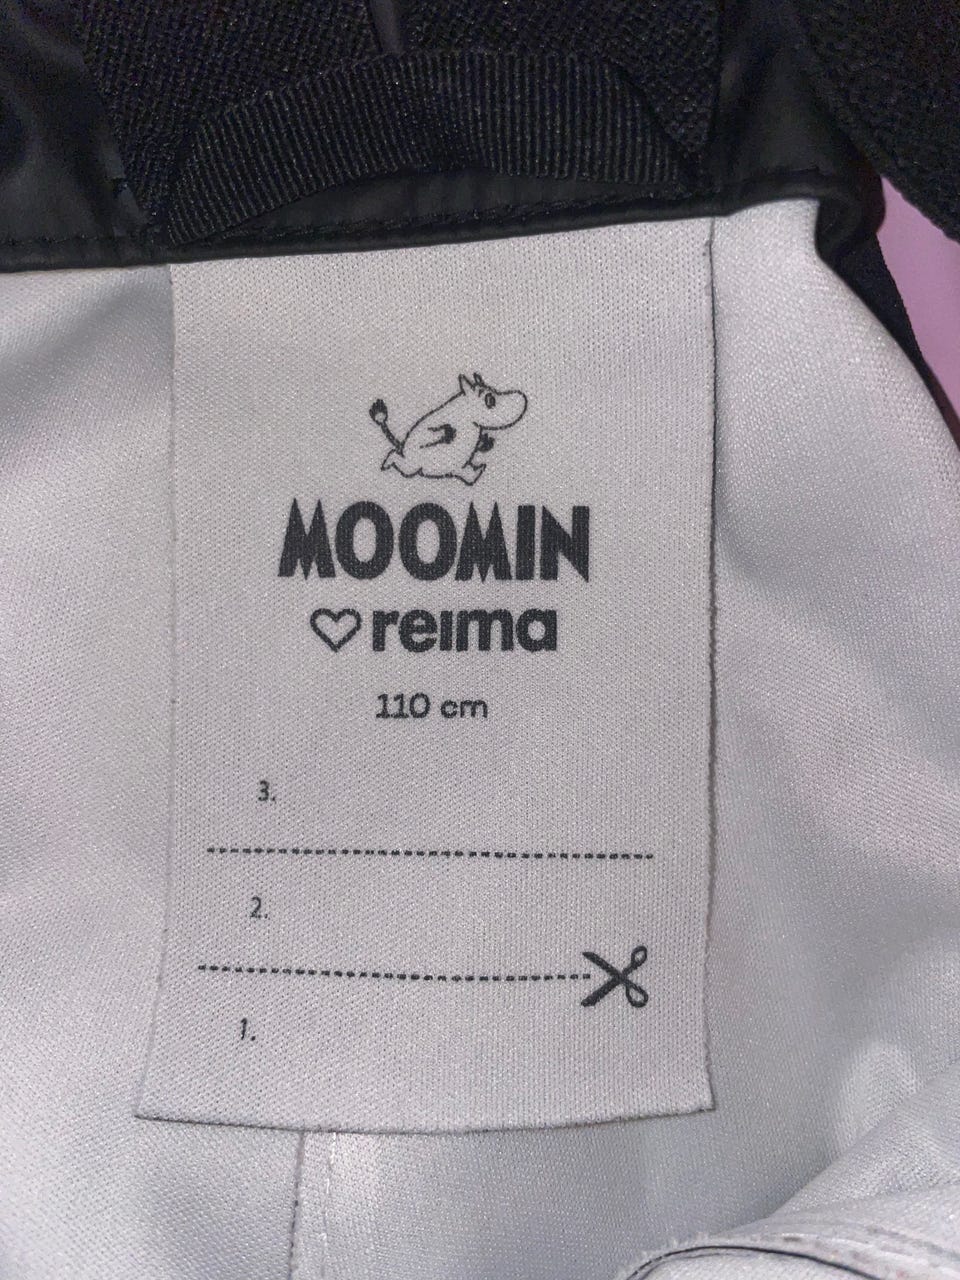 MOOMIN
♡ reima
110 cm
3.
2.
1.